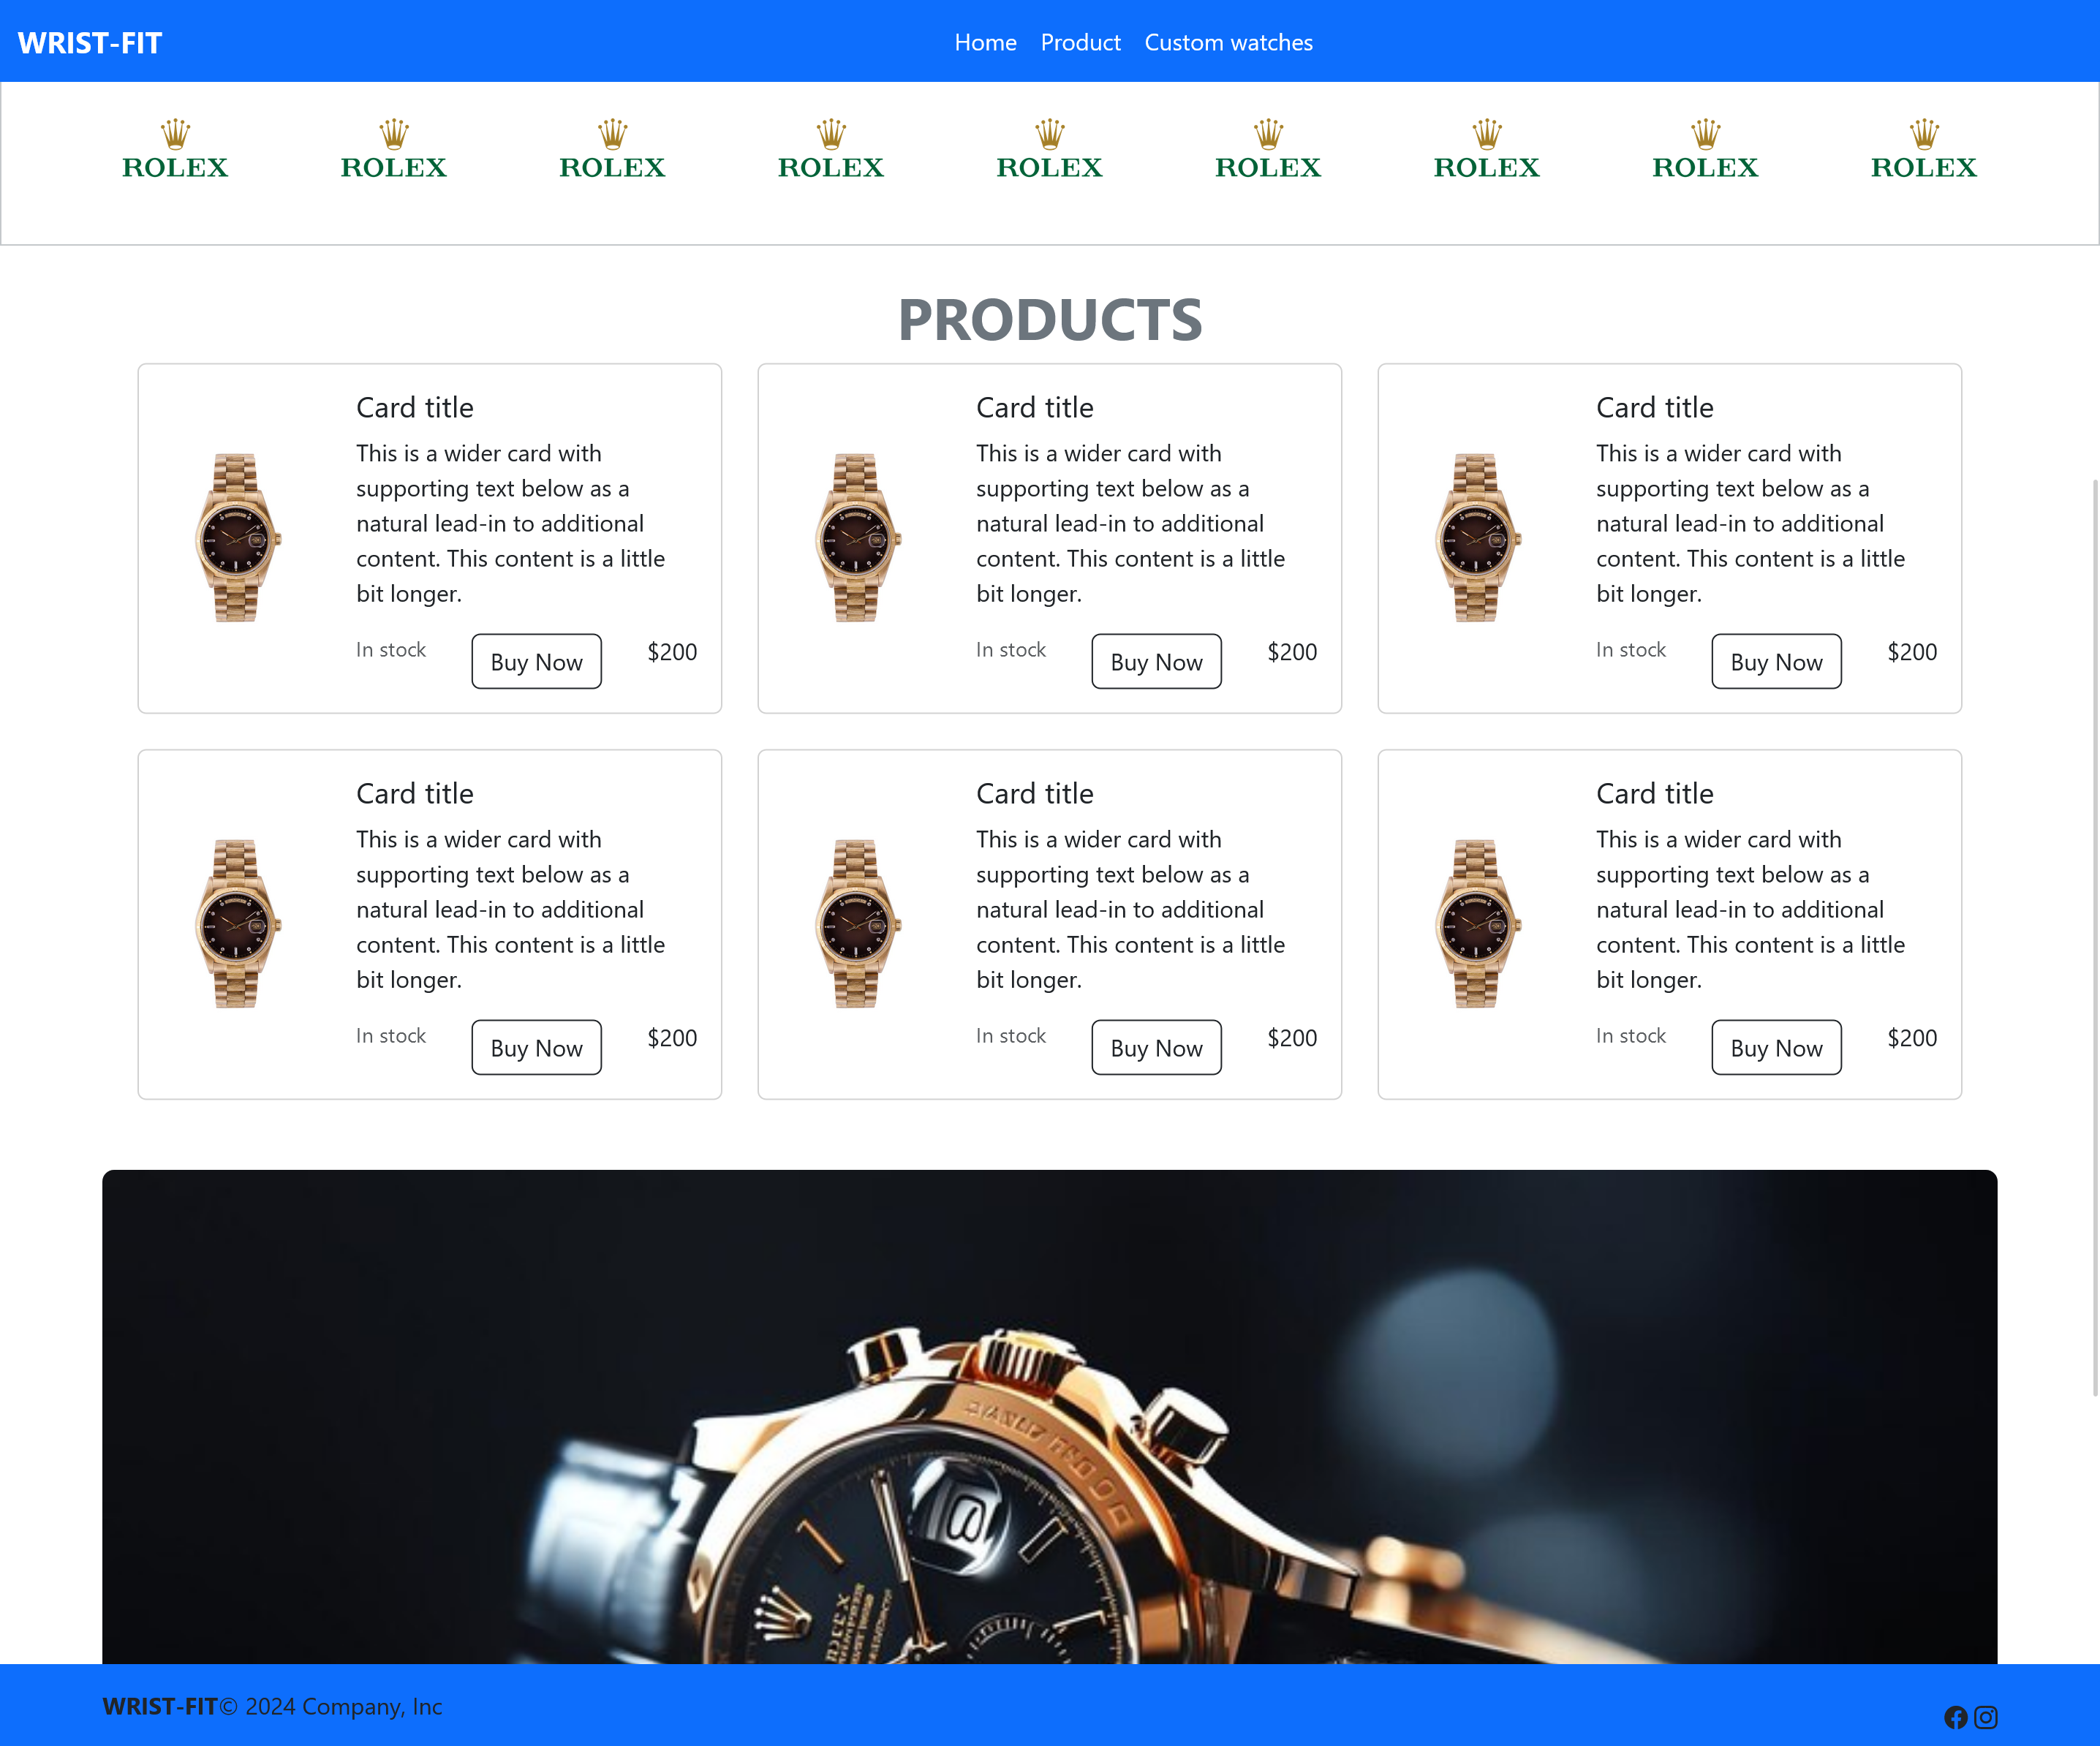 WRIST-FIT
Home Product Custom watches
ROLEX ROLEX ROLEX ROLEX ROLEX ROLEX ROLEX ROLEX ROLEX
PRODUCTS
Card title
This is a wider card with
supporting text below as a
natural lead-in to additional
content. This content is a little
bit longer.
In stock Buy Now $200
Card title
This is a wider card with
supporting text below as a
natural lead-in to additional
content. This content is a little
bit longer.
In stock Buy Now $200
Card title
This is a wider card with
supporting text below as a
natural lead-in to additional
content. This content is a little
bit longer.
In stock Buy Now $200
Card title
This is a wider card with
supporting text below as a
natural lead-in to additional
content. This content is a little
bit longer.
In stock Buy Now $200
Card title
This is a wider card with
supporting text below as a
natural lead-in to additional
content. This content is a little
bit longer.
In stock Buy Now $200
Card title
This is a wider card with
supporting text below as a
natural lead-in to additional
content. This content is a little
bit longer.
In stock Buy Now $200
WRIST-FIT© 2024 Company, Inc